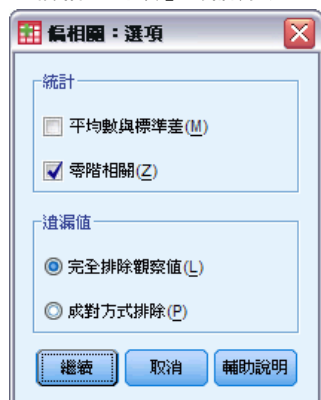 偏相關：選項
統計
平均數與標準差(M)
零階相關(Z)
遺漏值
完全排除觀察值(L)
成對方式排除(P)
繼續 取消 輔助說明